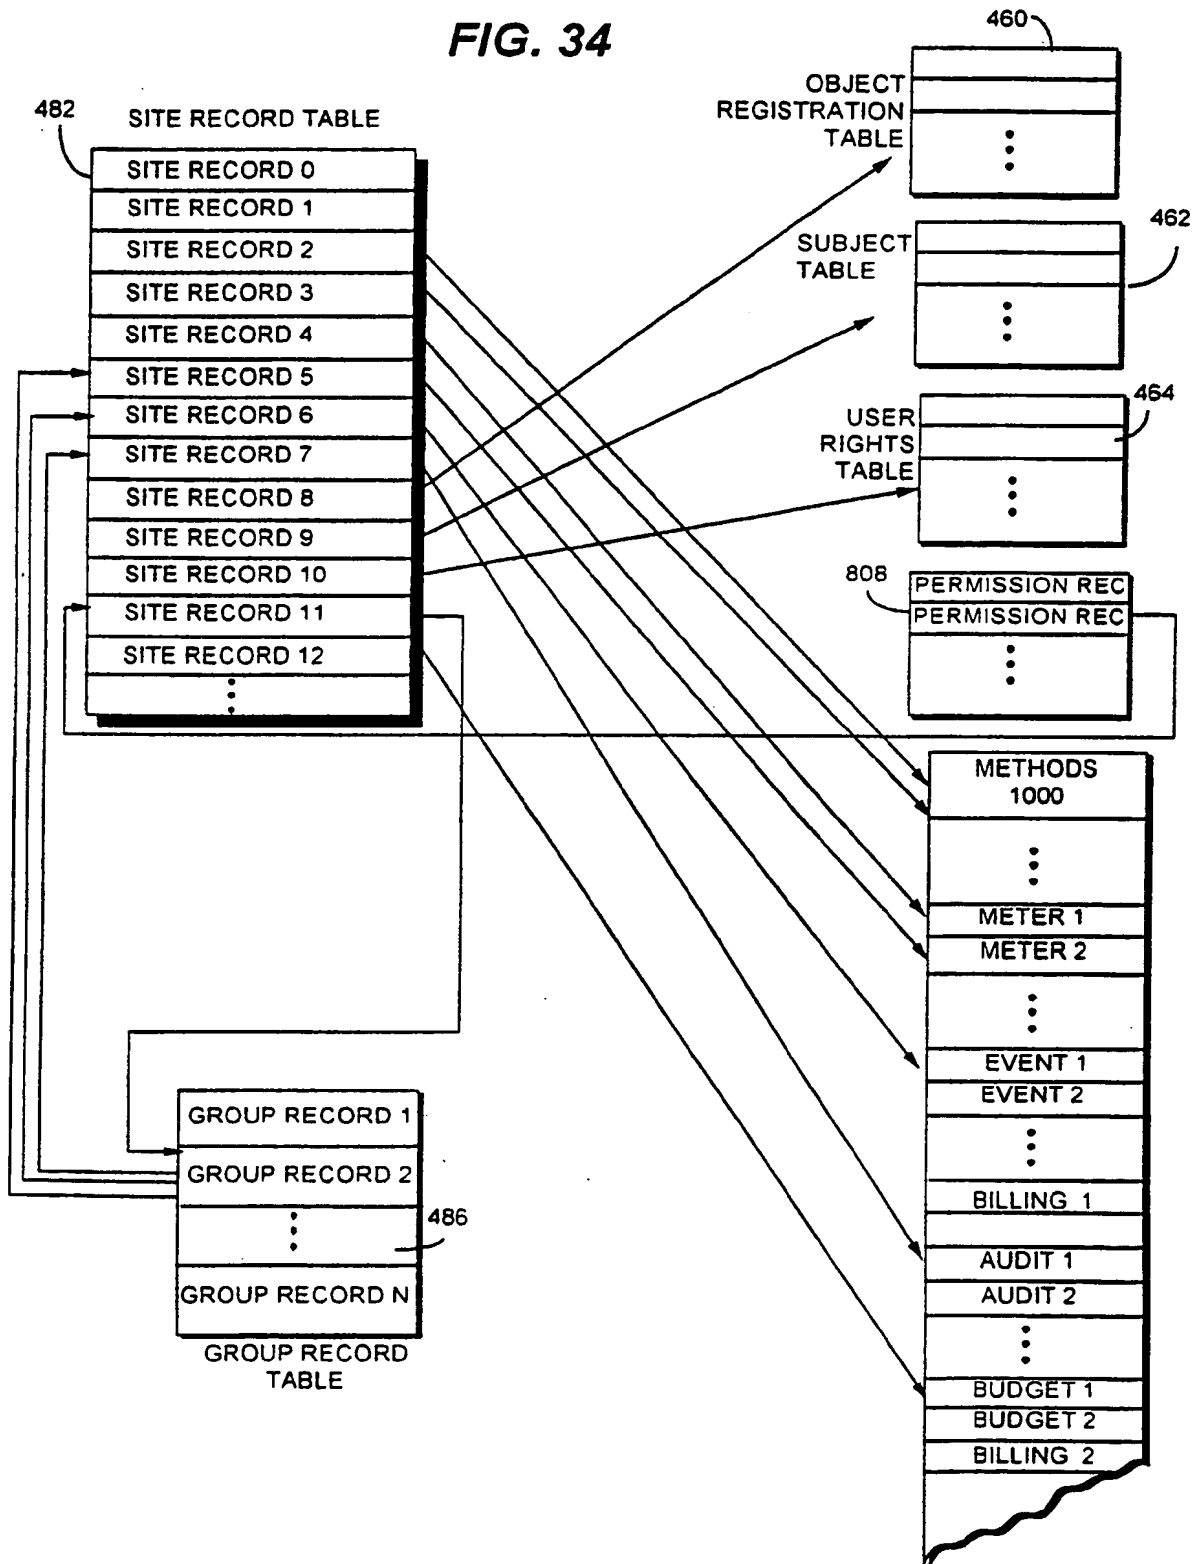 FIG. 34
482
SITE RECORD TABLE
SITE RECORD 0
SITE RECORD 1
SITE RECORD 2
SITE RECORD 3
SITE RECORD 4
SITE RECORD 5
SITE RECORD 6
SITE RECORD 7
SITE RECORD 8
SITE RECORD 9
SITE RECORD 10
SITE RECORD 11
SITE RECORD 12
460
OBJECT
REGISTRATION
TABLE
462
SUBJECT
TABLE
464
USER
RIGHTS
TABLE
808
PERMISSION REC
PERMISSION REC
METHODS
1000
METER 1
METER 2
EVENT 1
EVENT 2
BILLING 1
AUDIT 1
AUDIT 2
BUDGET 1
BUDGET 2
BILLING 2
GROUP RECORD 1
GROUP RECORD 2
486
GROUP RECORD N
GROUP RECORD
TABLE